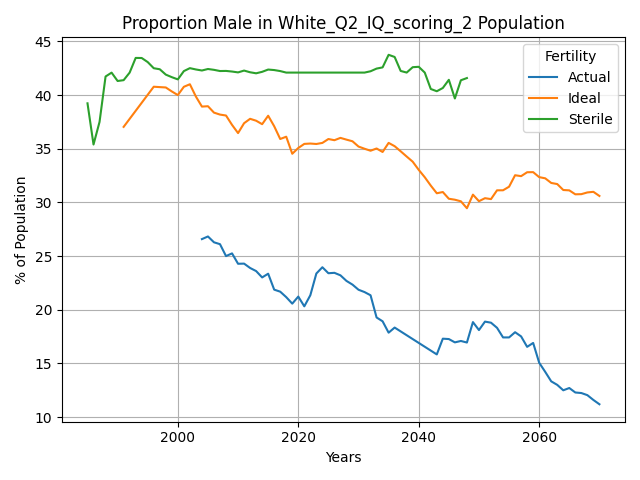 Proportion Male in White_Q2_IQ_scoring_2 Population
% of Population
45
40
35
30
25
20
15
10
Fertility
Actual
Ideal
Sterile
2000
2020
2040
2060
Years